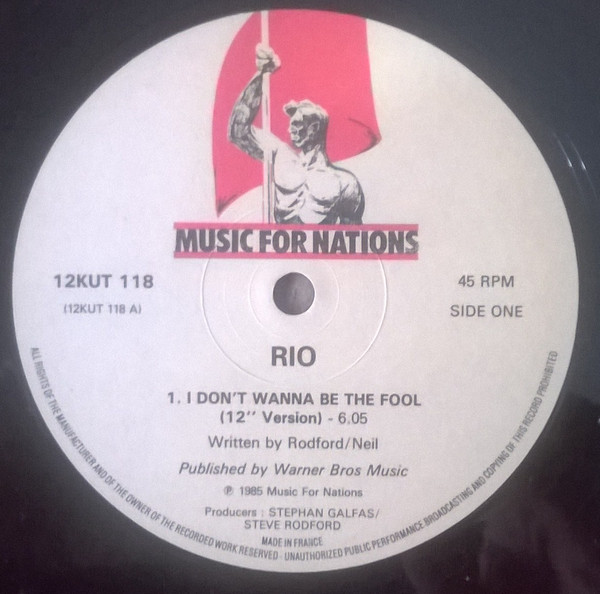 MUSIC FOR NATIONS
12KUT 118
(12KUT 118 A)
45 RPM
SIDE ONE
RIO
1. I DON'T WANNA BE THE FOOL
(12" Version) - 6.05
Written by Rodford/Neil
Published by Warner Bros Music
℗ 1985 Music For Nations
Producers : STEPHAN GALFAS/
STEVE RODFORD
MADE IN FRANCE
ALL RIGHTS OF THE MANUFACTURER AND OF THE OWNER OF THE RECORDED WORK RESERVED - UNAUTHORIZED PUBLIC PERFORMANCE BROADCASTING AND COPYING OF THIS RECORD PROHIBITED